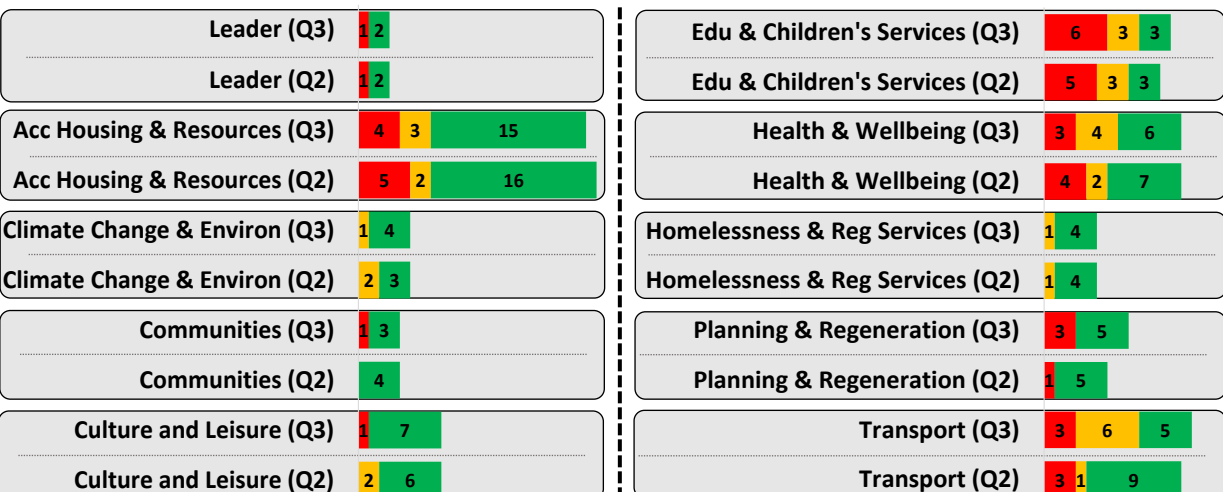 Leader (Q3) 1 2
Leader (Q2) 1 2
Acc Housing & Resources (Q3) 4 3 15
Acc Housing & Resources (Q2) 5 2 16
Climate Change & Environ (Q3) 1 4
Climate Change & Environ (Q2) 2 3
Communities (Q3) 1 3
Communities (Q2) 4
Culture and Leisure (Q3) 1 7
Culture and Leisure (Q2) 2 6
Edu & Children's Services (Q3) 6 3 3
Edu & Children's Services (Q2) 5 3 3
Health & Wellbeing (Q3) 3 4 6
Health & Wellbeing (Q2) 4 2 7
Homelessness & Reg Services (Q3) 1 4
Homelessness & Reg Services (Q2) 1 4
Planning & Regeneration (Q3) 3 5
Planning & Regeneration (Q2) 1 5
Transport (Q3) 3 6 5
Transport (Q2) 3 1 9